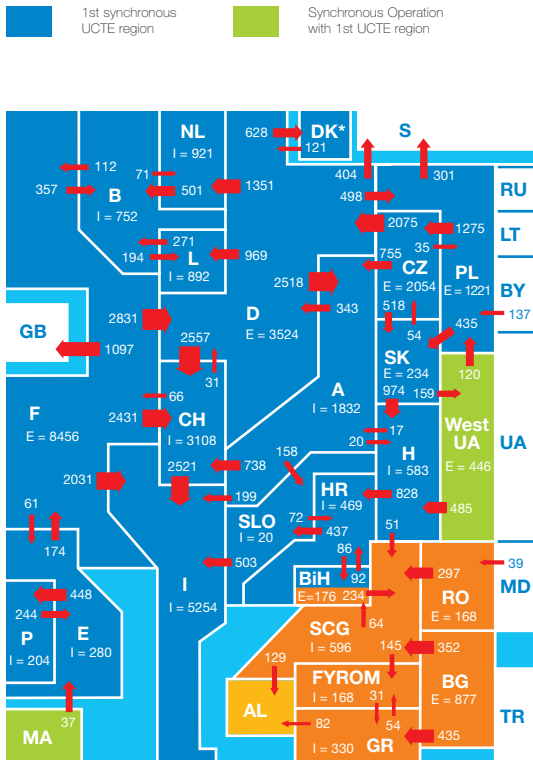 1st synchronous
UCTE region
Synchronous Operation
with 1st UCTE region
NL
I = 921
628
DK*
121
S
112
71
404
301
357
B
I = 752
501
1351
498
RU
2075
1275
LT
271
194
L
I = 892
969
755
35
CZ
E = 2054
PL
E = 1221
BY
2518
D
E = 3524
343
518
54
435
137
GB
2831
1097
2557
31
SK
E = 234
120
A
I = 1832
974
159
66
F
E = 8456
2431
CH
I = 3108
West
UA
E = 446
UA
17
20
H
I = 583
2031
2521
738
158
199
HR
I = 469
828
485
61
174
SLO
I = 20
72
437
51
503
86
92
39
MD
BiH
E=176
234
297
RO
E = 168
448
244
P
I = 204
E
I = 280
I
I = 5254
64
SCG
I = 596
145
352
129
FYROM
I = 168
BG
E = 877
37
MA
AL
31
54
TR
82
I = 330
GR
435